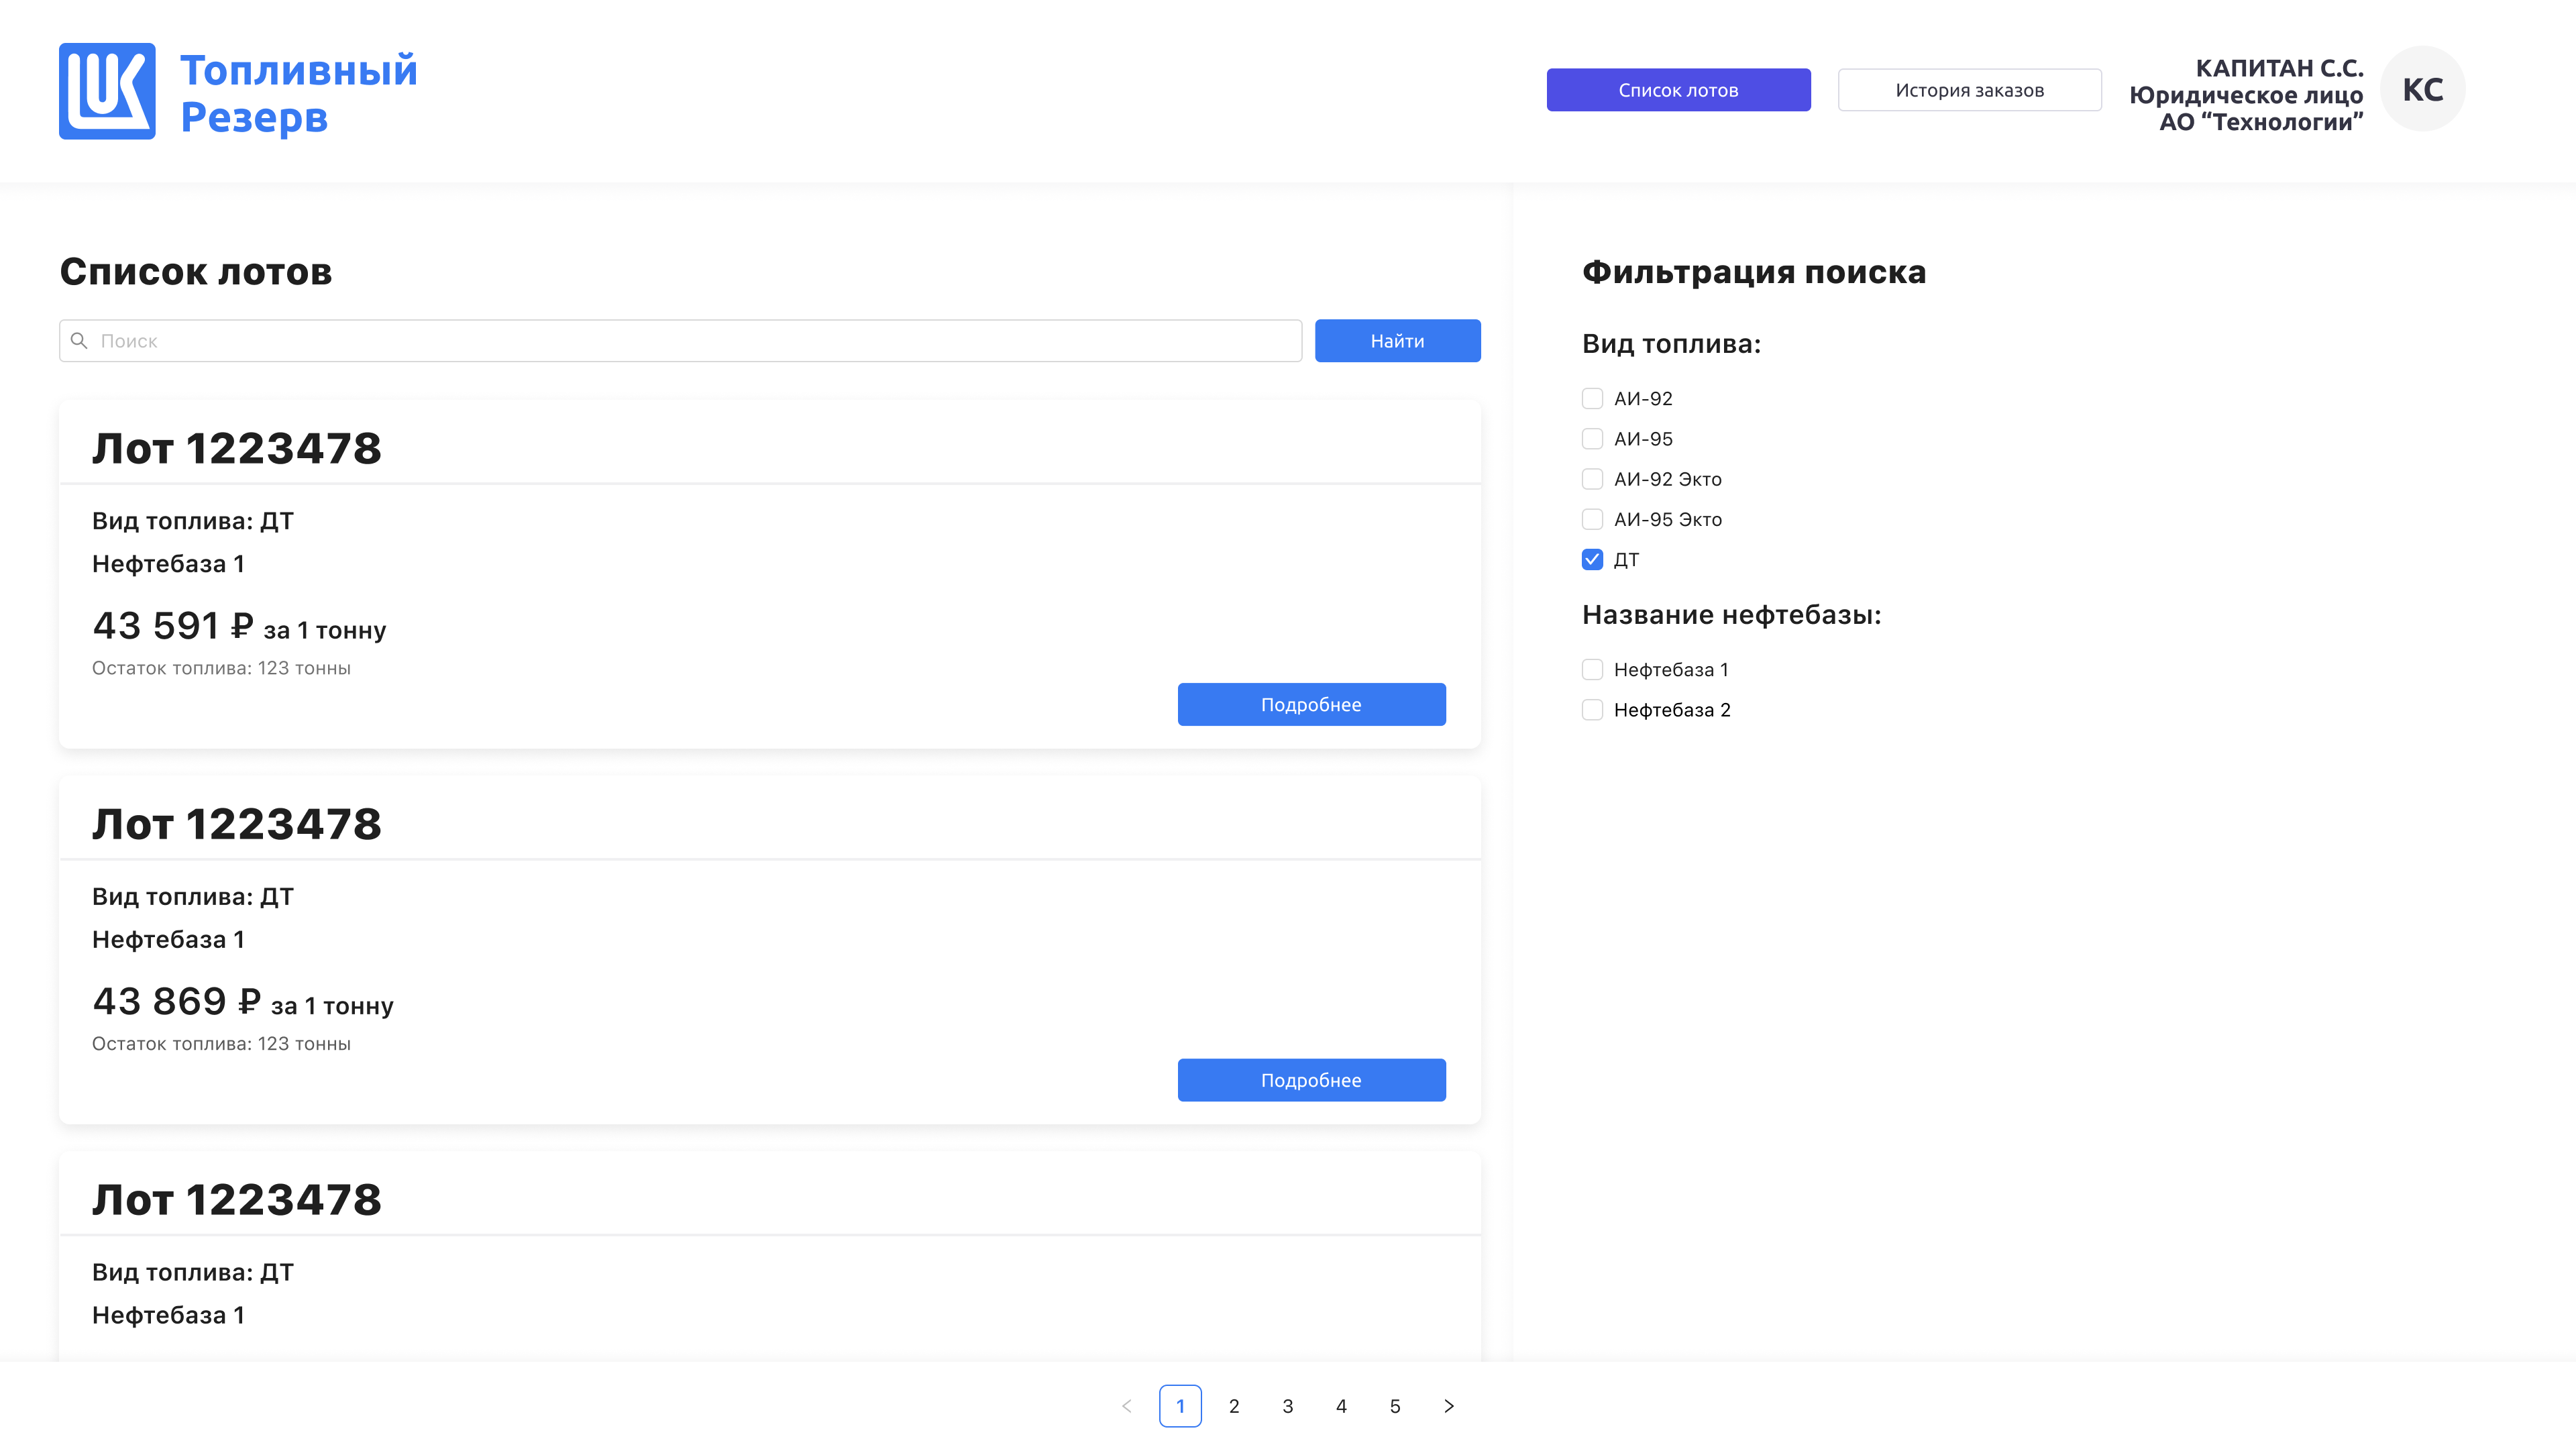 Топливный
Резерв
Список лотов
История заказов
КАПИТАН С.С.
Юридическое лицо
АО “Технологии”
КС
Список лотов
Поиск
Найти
Лот 1223478
Вид топлива: ДТ
Нефтебаза 1
43 591 ₽ за 1 тонну
Остаток топлива: 123 тонны
Подробнее
Лот 1223478
Вид топлива: ДТ
Нефтебаза 1
43 869 ₽ за 1 тонну
Остаток топлива: 123 тонны
Подробнее
Лот 1223478
Вид топлива: ДТ
Нефтебаза 1
Фильтрация поиска
Вид топлива:
АИ-92
АИ-95
АИ-92 Экто
АИ-95 Экто
ДТ
Название нефтебазы:
Нефтебаза 1
Нефтебаза 2
< 1 2 3 4 5 >